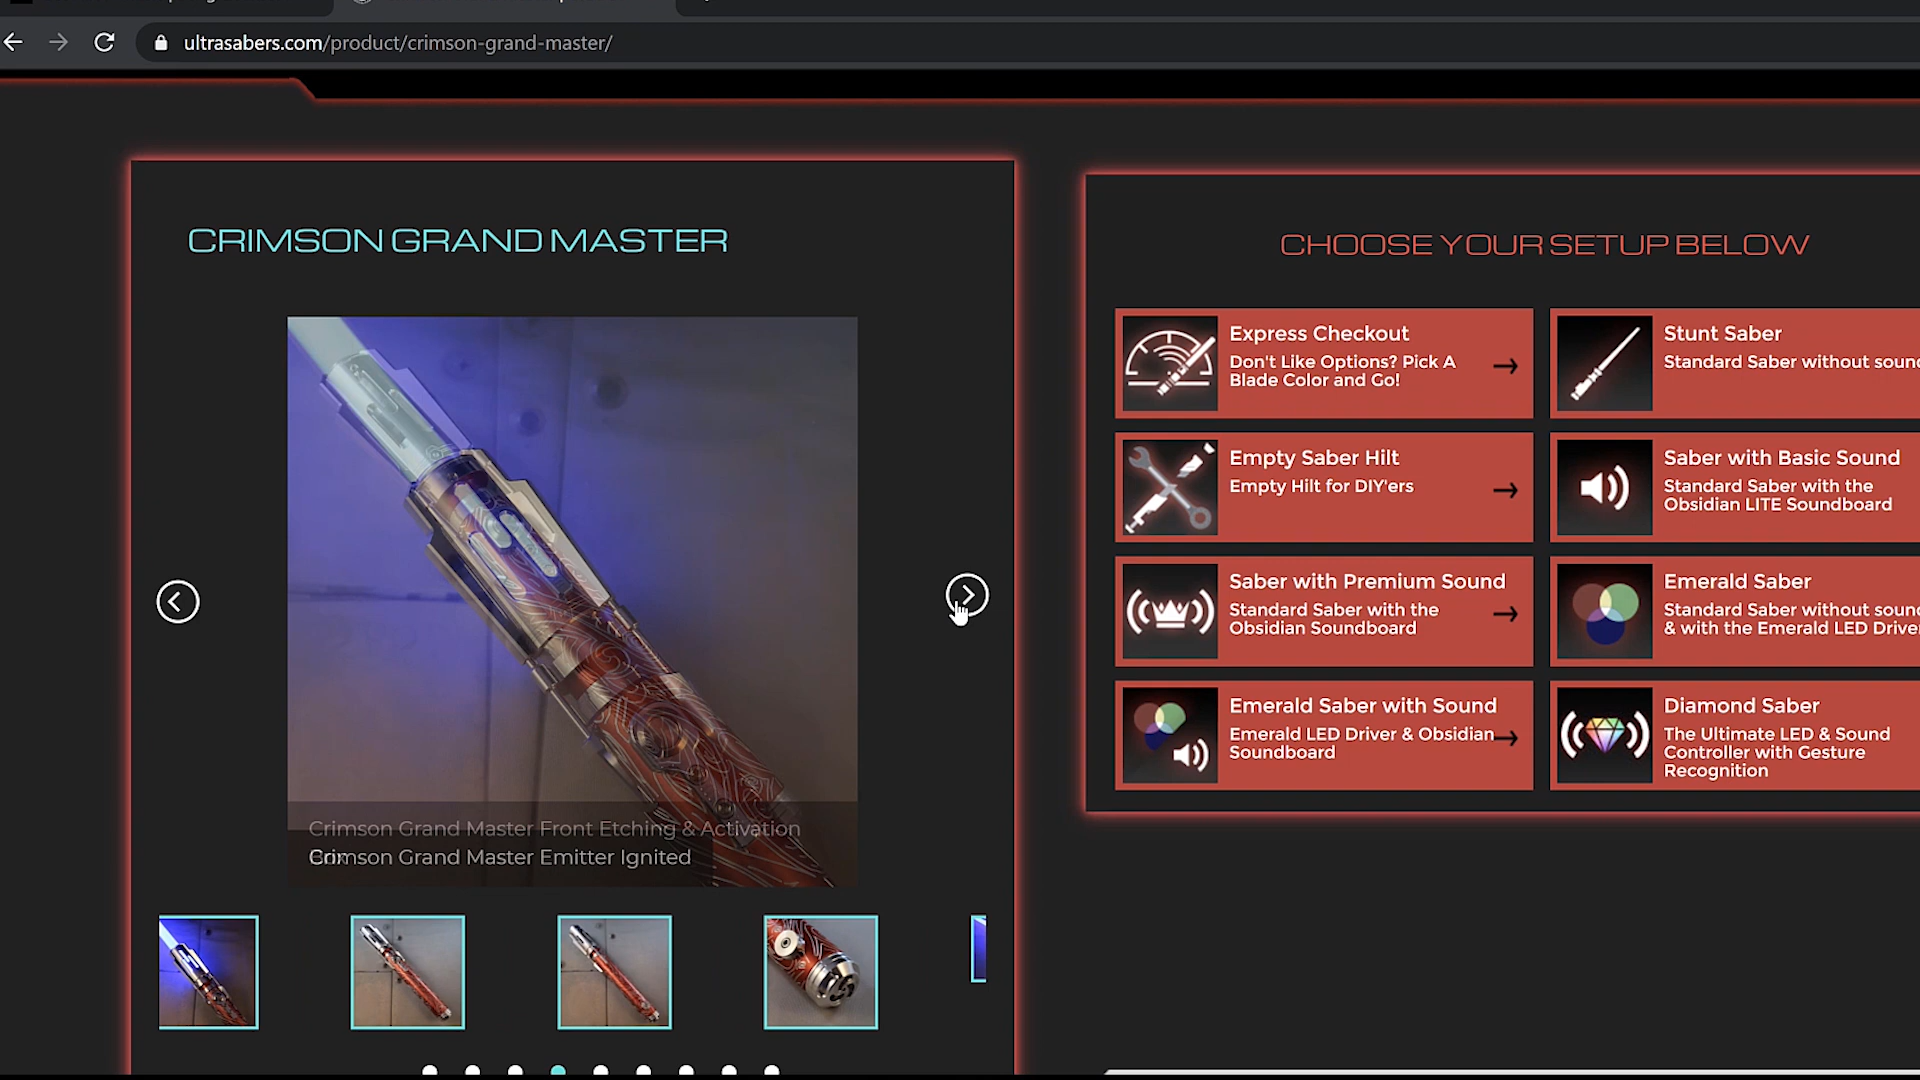 ultrasabers.com/product/crimson-grand-master/
CRIMSON GRAND MASTER
Crimson Grand Master Front Etching & Activation
Crimson Grand Master Emitter Ignited
CHOOSE YOUR SETUP BELOW
Express Checkout
Don't Like Options? Pick A
Blade Color and Go!
Stunt Saber
Standard Saber without soun
Empty Saber Hilt
Empty Hilt for DIY'ers
Saber with Basic Sound
Standard Saber with the
Obsidian LITE Soundboard
Saber with Premium Sound
Standard Saber with the
Obsidian Soundboard
Emerald Saber
Standard Saber without soun
& with the Emerald LED Drive
Emerald Saber with Sound
Emerald LED Driver & Obsidian
Soundboard
Diamond Saber
The Ultimate LED & Sound
Controller with Gesture
Recognition